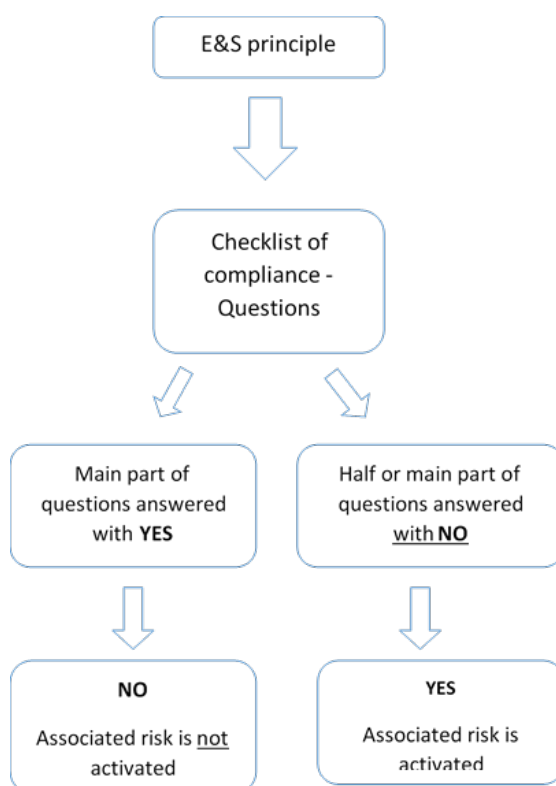 E&S principle
Checklist of
compliance -
Questions
Main part of
questions answered
with YES
Half or main part of
questions answered
with NO
NO
Associated risk is not
activated
YES
Associated risk is
activated